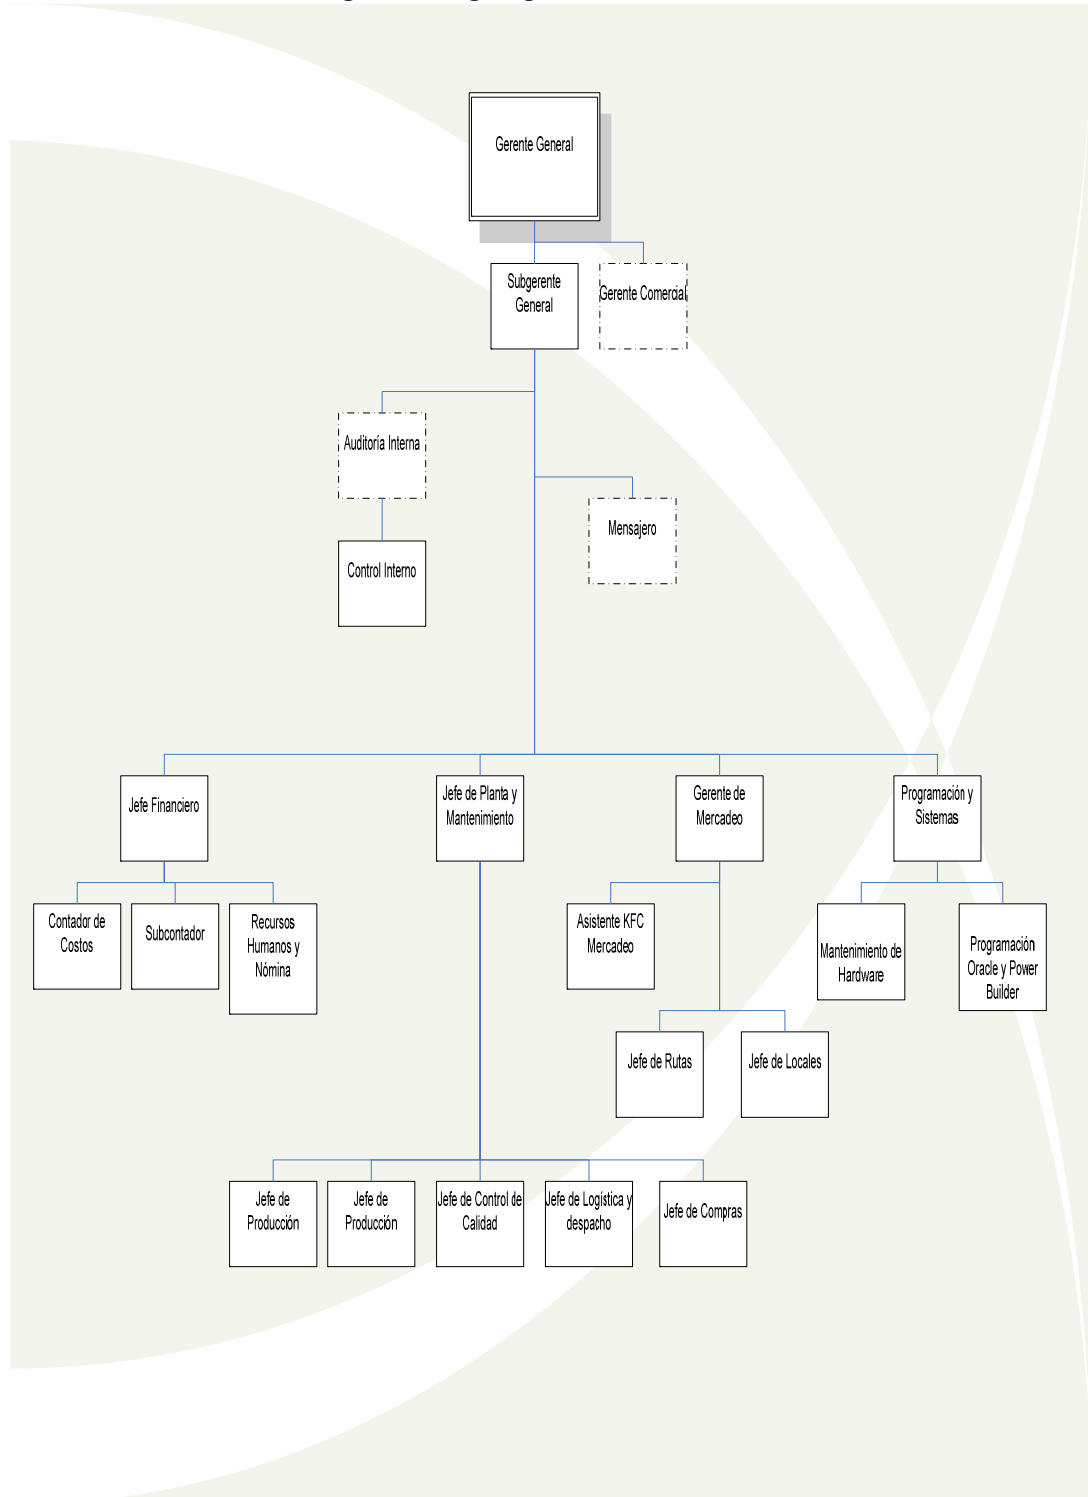 Gerente General
Subgerente
General
Gerente Comercial
Auditoría Interna
Mensajero
Control Interno
Jefe Financiero
Jefe de Planta y
Mantenimiento
Gerente de
Mercadeo
Programación y
Sistemas
Contador de
Costos
Subcontador
Recursos
Humanos y
Nómina
Asistente KFC
Mercadeo
Mantenimiento de
Hardware
Programación
Oracle y Power
Builder
Jefe de Rutas
Jefe de Locales
Jefe de
Producción
Jefe de
Producción
Jefe de Control de
Calidad
Jefe de Logística y
despacho
Jefe de Compras